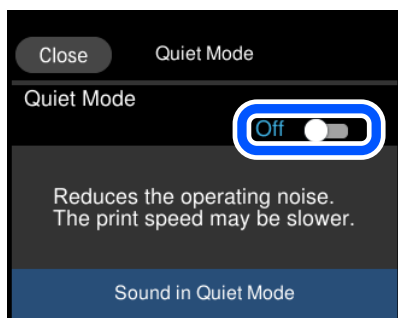 Close
Quiet Mode
Quiet Mode
Off
Reduces the operating noise.
The print speed may be slower.
Sound in Quiet Mode